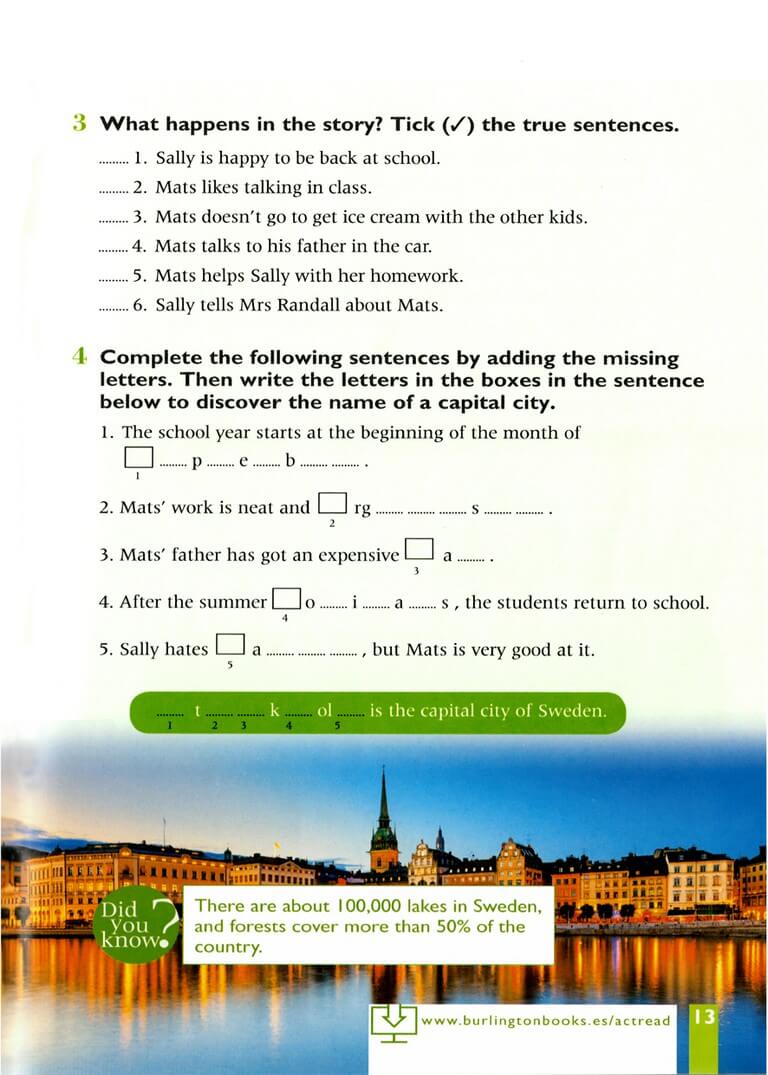 3 What happens in the story? Tick (✓) the true sentences.
......... 1. Sally is happy to be back at school.
......... 2. Mats likes talking in class.
......... 3. Mats doesn't go to get ice cream with the other kids.
......... 4. Mats talks to his father in the car.
......... 5. Mats helps Sally with her homework.
......... 6. Sally tells Mrs Randall about Mats.
4 Complete the following sentences by adding the missing
letters. Then write the letters in the boxes in the sentence
below to discover the name of a capital city.
1. The school year starts at the beginning of the month of
□ ......... p ......... e ......... b ......... ......... .
1
2. Mats' work is neat and □ rg ......... ......... ......... s ......... ......... .
2
3. Mats' father has got an expensive □ a ......... .
3
4. After the summer □ o ......... i ......... a ......... s , the students return to school.
4
5. Sally hates □ a ......... ......... ......... , but Mats is very good at it.
5
......... t ......... ......... k ......... ol ......... is the capital city of Sweden.
1 2 3 4 5
Did
you
know?
There are about 100,000 lakes in Sweden,
and forests cover more than 50% of the
country.
www.burlingtonbooks.es/actread
13